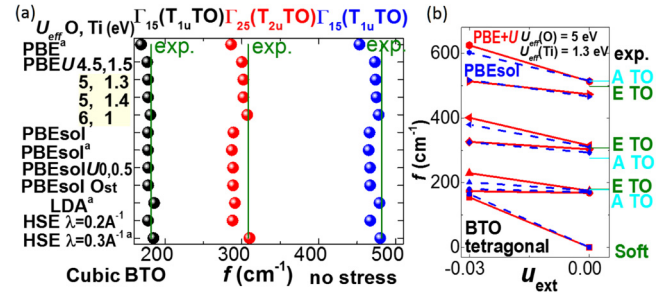 (a)
U_eff O, Ti (eV) Γ15(T1uTO) Γ25(T2uTO) Γ15(T1uTO)
PBE^a exp. exp. exp.
PBEU 4.5,1.5
5, 1.3
5, 1.4
6, 1
PBEsol
PBEsol^a
PBEsolU0,0.5
PBEsol Ost
LDA^a
HSE λ=0.2A^-1
HSE λ=0.3A^-1 a
200 300 400 500
Cubic BTO f (cm^-1) no stress
(b)
PBE+U U_eff(O) = 5 eV
U_eff(Ti) = 1.3 eV
PBEsol
exp.
A TO
E TO
E TO
A TO
E TO
A TO
Soft
600
400
200
0
f (cm^-1)
BTO
tetragonal
-0.03 0.00
u_ext